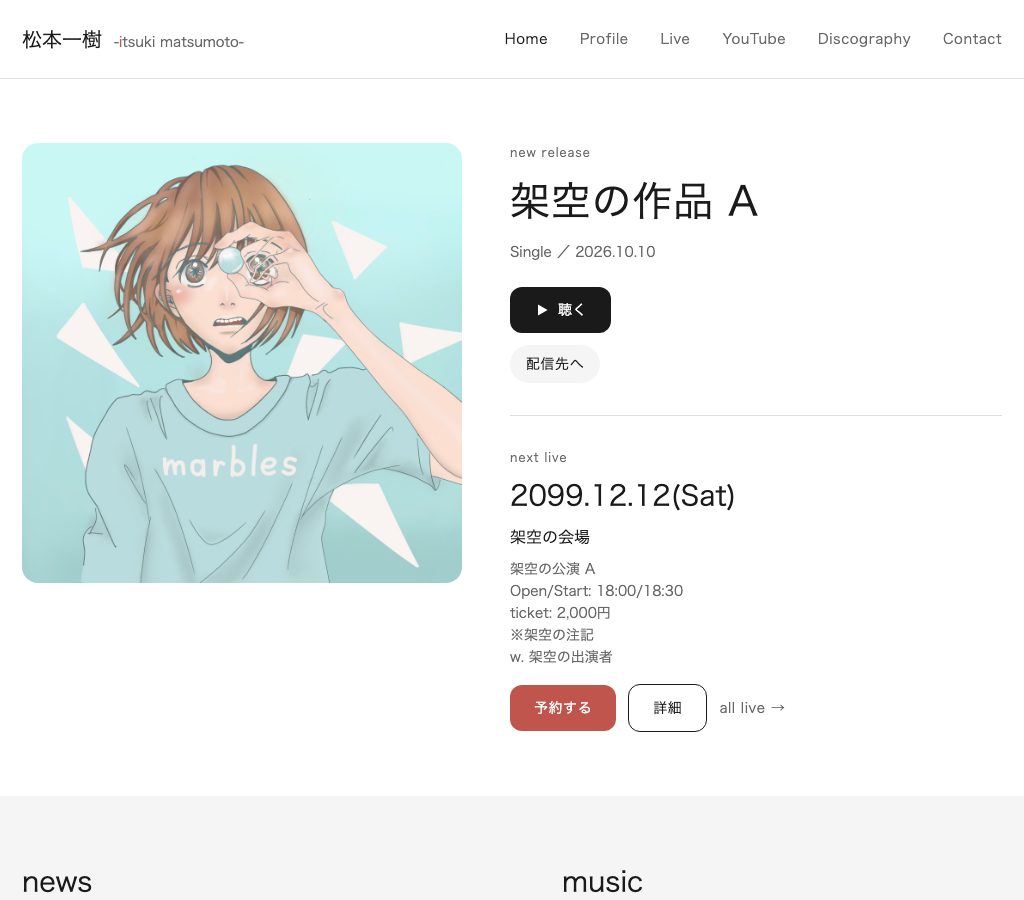 松本一樹 -itsuki matsumoto-
Home Profile Live YouTube Discography Contact
marbles
new release
架空の作品 A
Single ／ 2026.10.10
▶ 聴く
配信先へ
next live
2099.12.12(Sat)
架空の会場
架空の公演 A
Open/Start: 18:00/18:30
ticket: 2,000円
※架空の注記
w. 架空の出演者
予約する 詳細 all live →
news
music